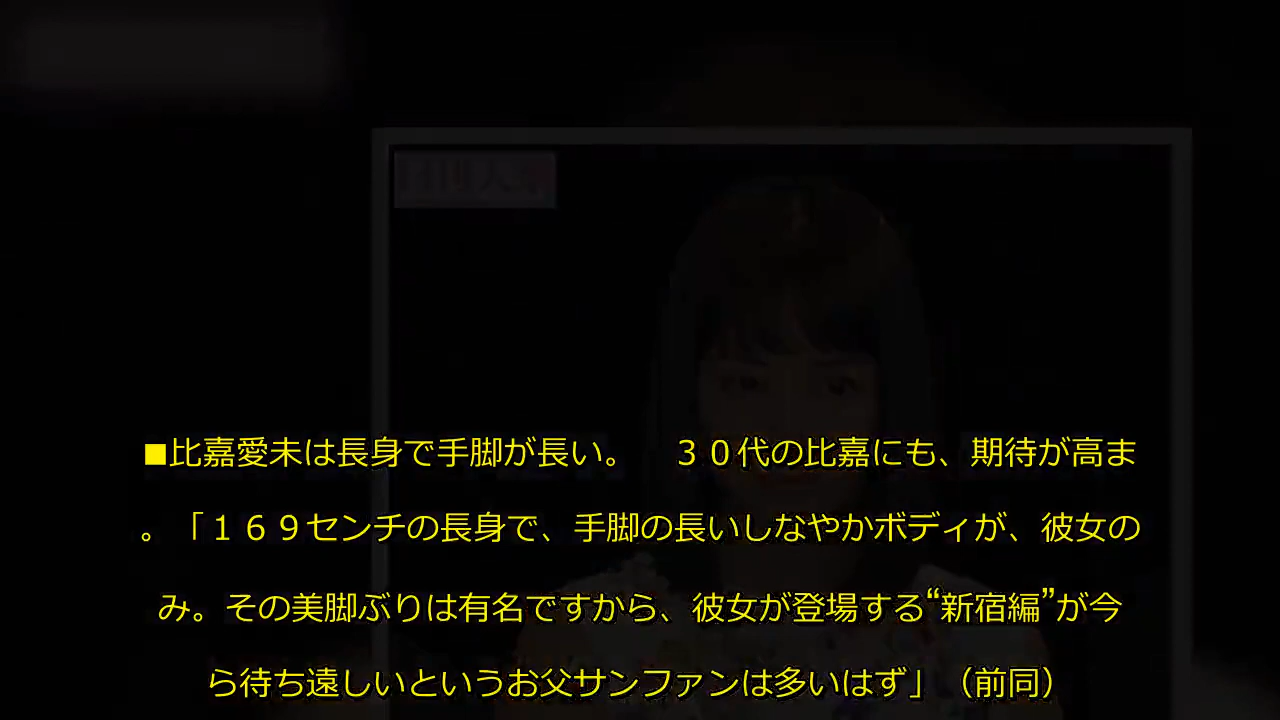 ■比嘉愛未は長身で手脚が長い。　３０代の比嘉にも、期待が高ま
。「１６９センチの長身で、手脚の長いしなやかボディが、彼女の
み。その美脚ぶりは有名ですから、彼女が登場する“新宿編”が今
ら待ち遠しいというお父サンファンは多いはず」（前同）